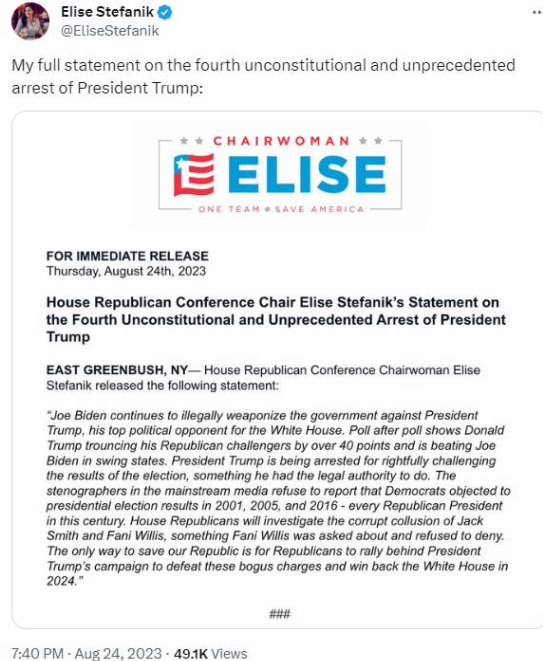 Elise Stefanik
@EliseStefanik
My full statement on the fourth unconstitutional and unprecedented
arrest of President Trump:
CHAIRWOMAN
ELISE
ONE TEAM ★ SAVE AMERICA
FOR IMMEDIATE RELEASE
Thursday, August 24th, 2023
House Republican Conference Chair Elise Stefanik's Statement on
the Fourth Unconstitutional and Unprecedented Arrest of President
Trump
EAST GREENBUSH, NY— House Republican Conference Chairwoman Elise
Stefanik released the following statement:
“Joe Biden continues to illegally weaponize the government against President
Trump, his top political opponent for the White House. Poll after poll shows Donald
Trump trouncing his Republican challengers by over 40 points and is beating Joe
Biden in swing states. President Trump is being arrested for rightfully challenging
the results of the election, something he had the legal authority to do. The
stenographers in the mainstream media refuse to report that Democrats objected to
presidential election results in 2001, 2005, and 2016 - every Republican President
in this century. House Republicans will investigate the corrupt collusion of Jack
Smith and Fani Willis, something Fani Willis was asked about and refused to deny.
The only way to save our Republic is for Republicans to rally behind President
Trump's campaign to defeat these bogus charges and win back the White House in
2024.”
###
7:40 PM · Aug 24, 2023 · 49.1K Views